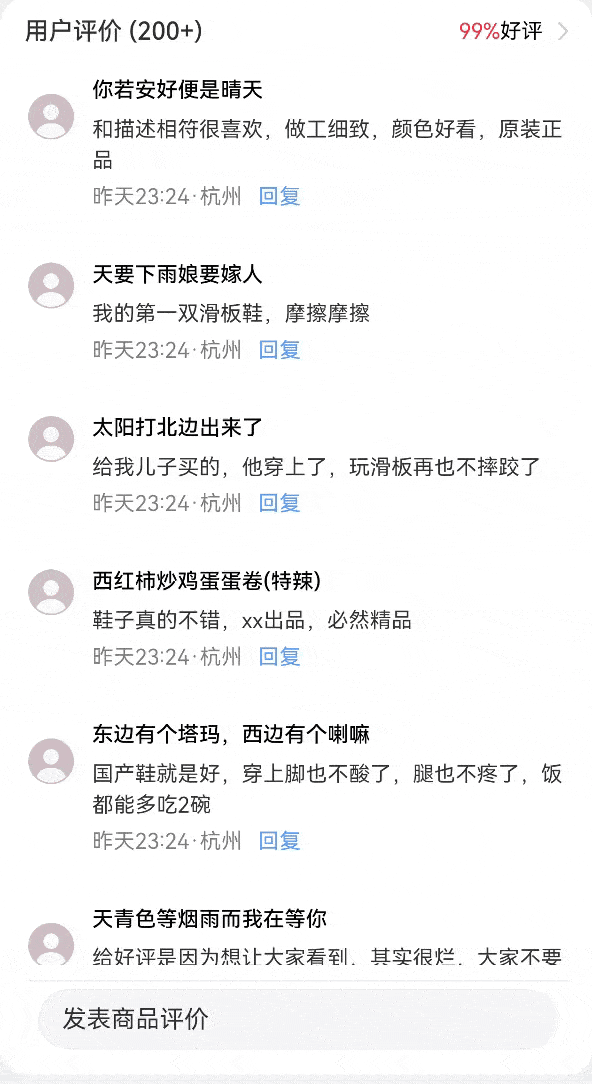 用户评价 (200+)
99%好评
你若安好便是晴天
和描述相符很喜欢，做工细致，颜色好看，原装正
品
昨天23:24·杭州 回复
天要下雨娘要嫁人
我的第一双滑板鞋，摩擦摩擦
昨天23:24·杭州 回复
太阳打北边出来了
给我儿子买的，他穿上了，玩滑板再也不摔跤了
昨天23:24·杭州 回复
西红柿炒鸡蛋蛋卷(特辣)
鞋子真的不错，xx出品，必然精品
昨天23:24·杭州 回复
东边有个塔玛，西边有个喇嘛
国产鞋就是好，穿上脚也不酸了，腿也不疼了，饭
都能多吃2碗
昨天23:24·杭州 回复
天青色等烟雨而我在等你
给好评是因为想让大家看到，其实很烂，大家不要
发表商品评价